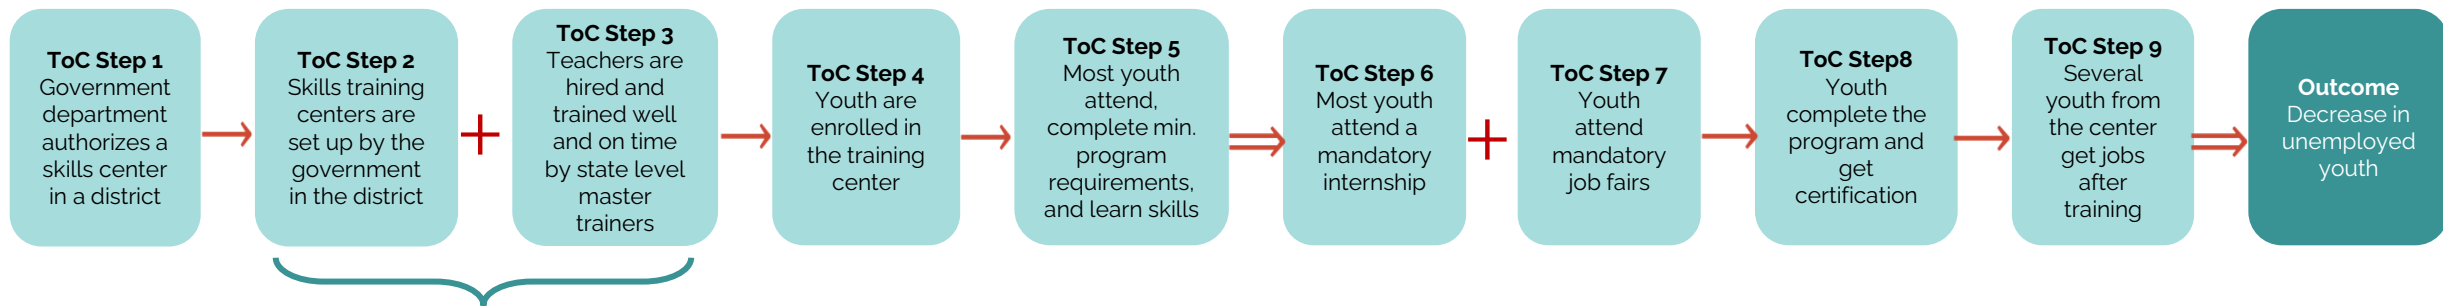 ToC Step 1
Government
department
authorizes a
skills center
in a district
ToC Step 2
Skills training
centers are
set up by the
government
in the district
+
ToC Step 3
Teachers are
hired and
trained well
and on time
by state level
master
trainers
ToC Step 4
Youth are
enrolled in
the training
center
ToC Step 5
Most youth
attend,
complete min.
program
requirements,
and learn skills
ToC Step 6
Most youth
attend a
mandatory
internship
+
ToC Step 7
Youth
attend
mandatory
job fairs
ToC Step8
Youth
complete the
program and
get
certification
ToC Step 9
Several
youth from
the center
get jobs
after
training
Outcome
Decrease in
unemployed
youth